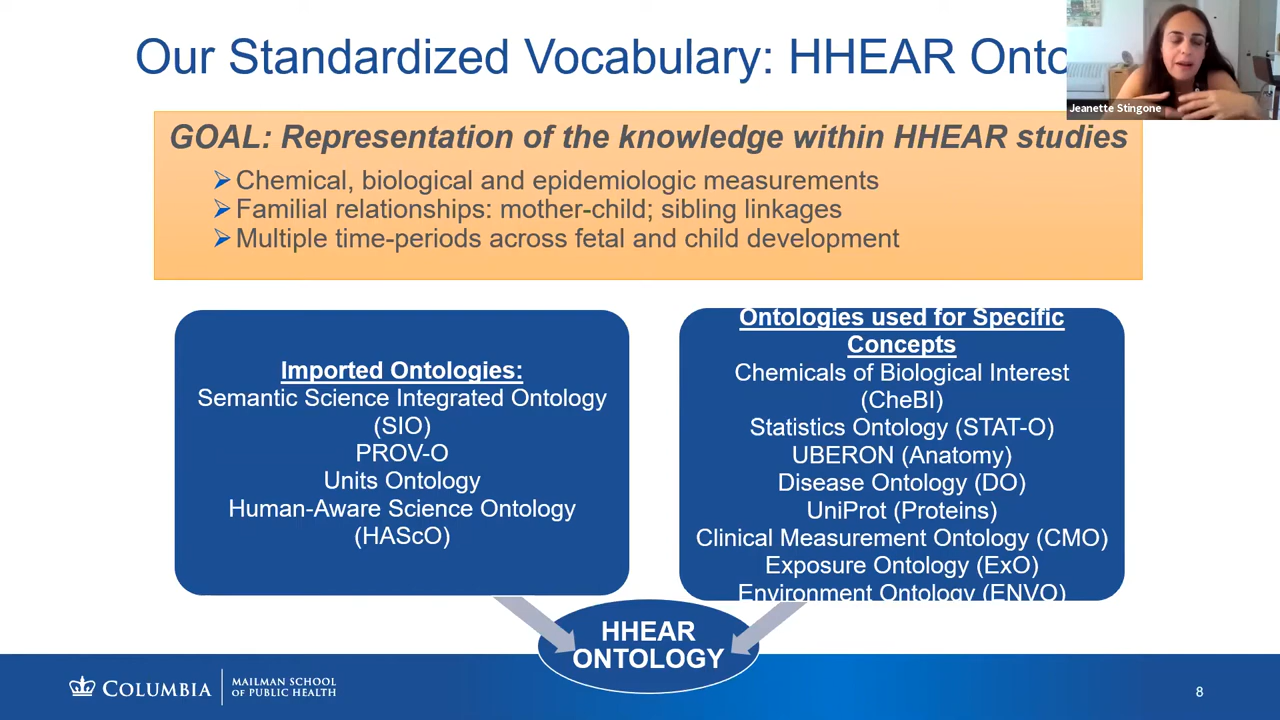 Our Standardized Vocabulary: HHEAR Onto
Jeanette Stingone
GOAL: Representation of the knowledge within HHEAR studies
Chemical, biological and epidemiologic measurements
Familial relationships: mother-child; sibling linkages
Multiple time-periods across fetal and child development
Imported Ontologies:
Semantic Science Integrated Ontology
(SIO)
PROV-O
Units Ontology
Human-Aware Science Ontology
(HAScO)
Ontologies used for Specific
Concepts
Chemicals of Biological Interest
(CheBI)
Statistics Ontology (STAT-O)
UBERON (Anatomy)
Disease Ontology (DO)
UniProt (Proteins)
Clinical Measurement Ontology (CMO)
Exposure Ontology (ExO)
Environment Ontology (ENVO)
HHEAR
ONTOLOGY
COLUMBIA
MAILMAN SCHOOL
OF PUBLIC HEALTH
8